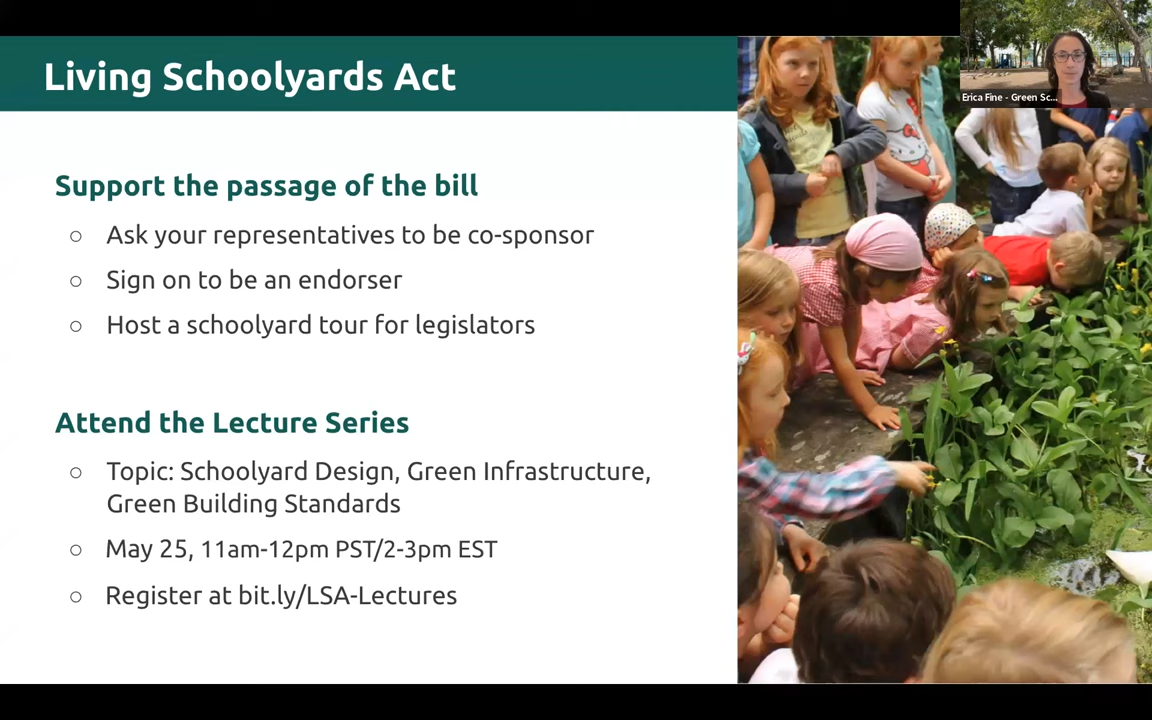 Living Schoolyards Act
Erica Fine - Green Sc...
Support the passage of the bill
○ Ask your representatives to be co-sponsor
○ Sign on to be an endorser
○ Host a schoolyard tour for legislators
Attend the Lecture Series
○ Topic: Schoolyard Design, Green Infrastructure,
Green Building Standards
○ May 25, 11am-12pm PST/2-3pm EST
○ Register at bit.ly/LSA-Lectures